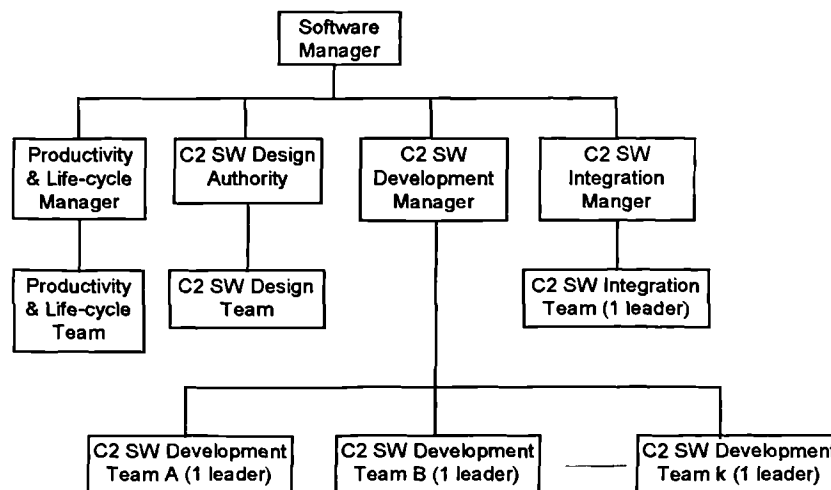 Software
Manager
Productivity
& Life-cycle
Manager
C2 SW Design
Authority
C2 SW
Development
Manager
C2 SW
Integration
Manger
Productivity
& Life-cycle
Team
C2 SW Design
Team
C2 SW Integration
Team (1 leader)
C2 SW Development
Team A (1 leader)
C2 SW Development
Team B (1 leader)
C2 SW Development
Team k (1 leader)